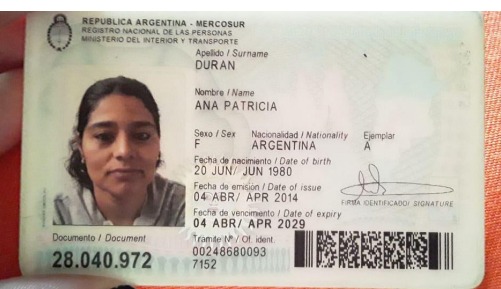 REPUBLICA ARGENTINA - MERCOSUR
REGISTRO NACIONAL DE LAS PERSONAS
MINISTERIO DEL INTERIOR Y TRANSPORTE
Apellido / Surname
DURAN
Nombre / Name
ANA PATRICIA
Sexo / Sex Nacionalidad / Nationality Ejemplar
F ARGENTINA A
Fecha de nacimiento / Date of birth
20 JUN/ JUN 1980
Fecha de emisión / Date of issue
04 ABR/ APR 2014
FIRMA IDENTIFICADO/ SIGNATURE
Fecha de vencimiento / Date of expiry
04 ABR/ APR 2029
Documento / Document
Tramite Nº / Of. ident.
28.040.972
00248680093
7152